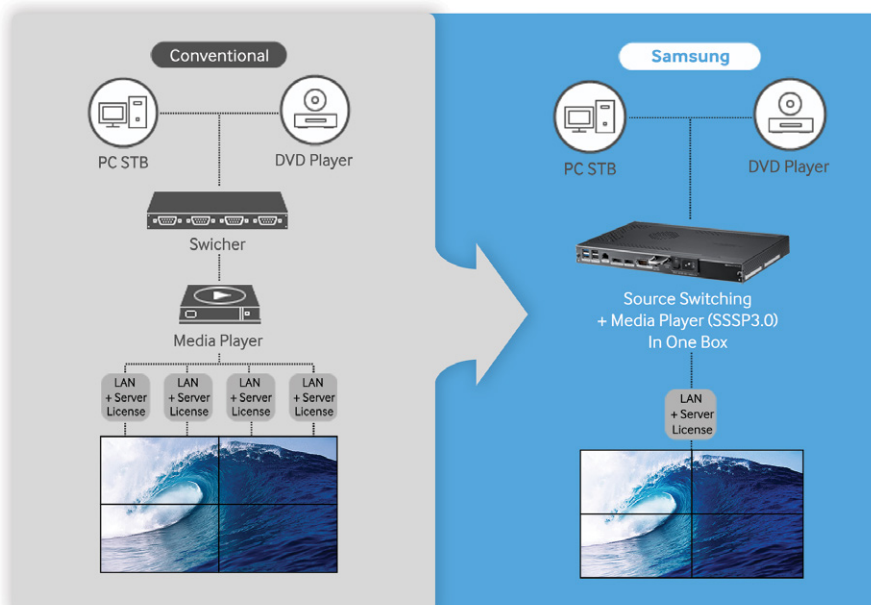 Conventional
PC STB
DVD Player
Swicher
Media Player
LAN
+ Server
License
LAN
+ Server
License
LAN
+ Server
License
LAN
+ Server
License
Samsung
PC STB
DVD Player
Source Switching
+ Media Player (SSSP3.0)
In One Box
LAN
+ Server
License